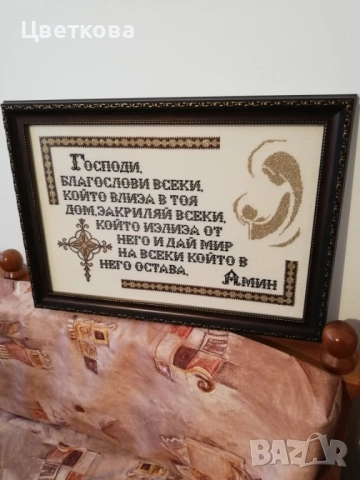 Цветкова
Господи,
благослови всеки,
който влиза в тоя
дом, закриляй всеки,
който излиза от
него и дай мир
на всеки който в
него остава.
Амин
BAZAR